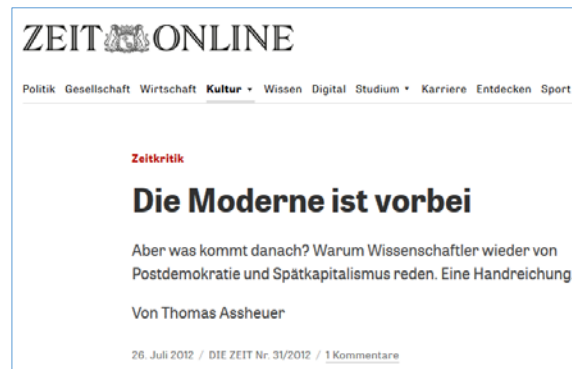 ZEIT ONLINE
Politik Gesellschaft Wirtschaft Kultur Wissen Digital Studium Karriere Entdecken Sport
Zeitkritik
Die Moderne ist vorbei
Aber was kommt danach? Warum Wissenschaftler wieder von
Postdemokratie und Spätkapitalismus reden. Eine Handreichung
Von Thomas Assheuer
26. Juli 2012 / DIE ZEIT Nr. 31/2012 / 1 Kommentare